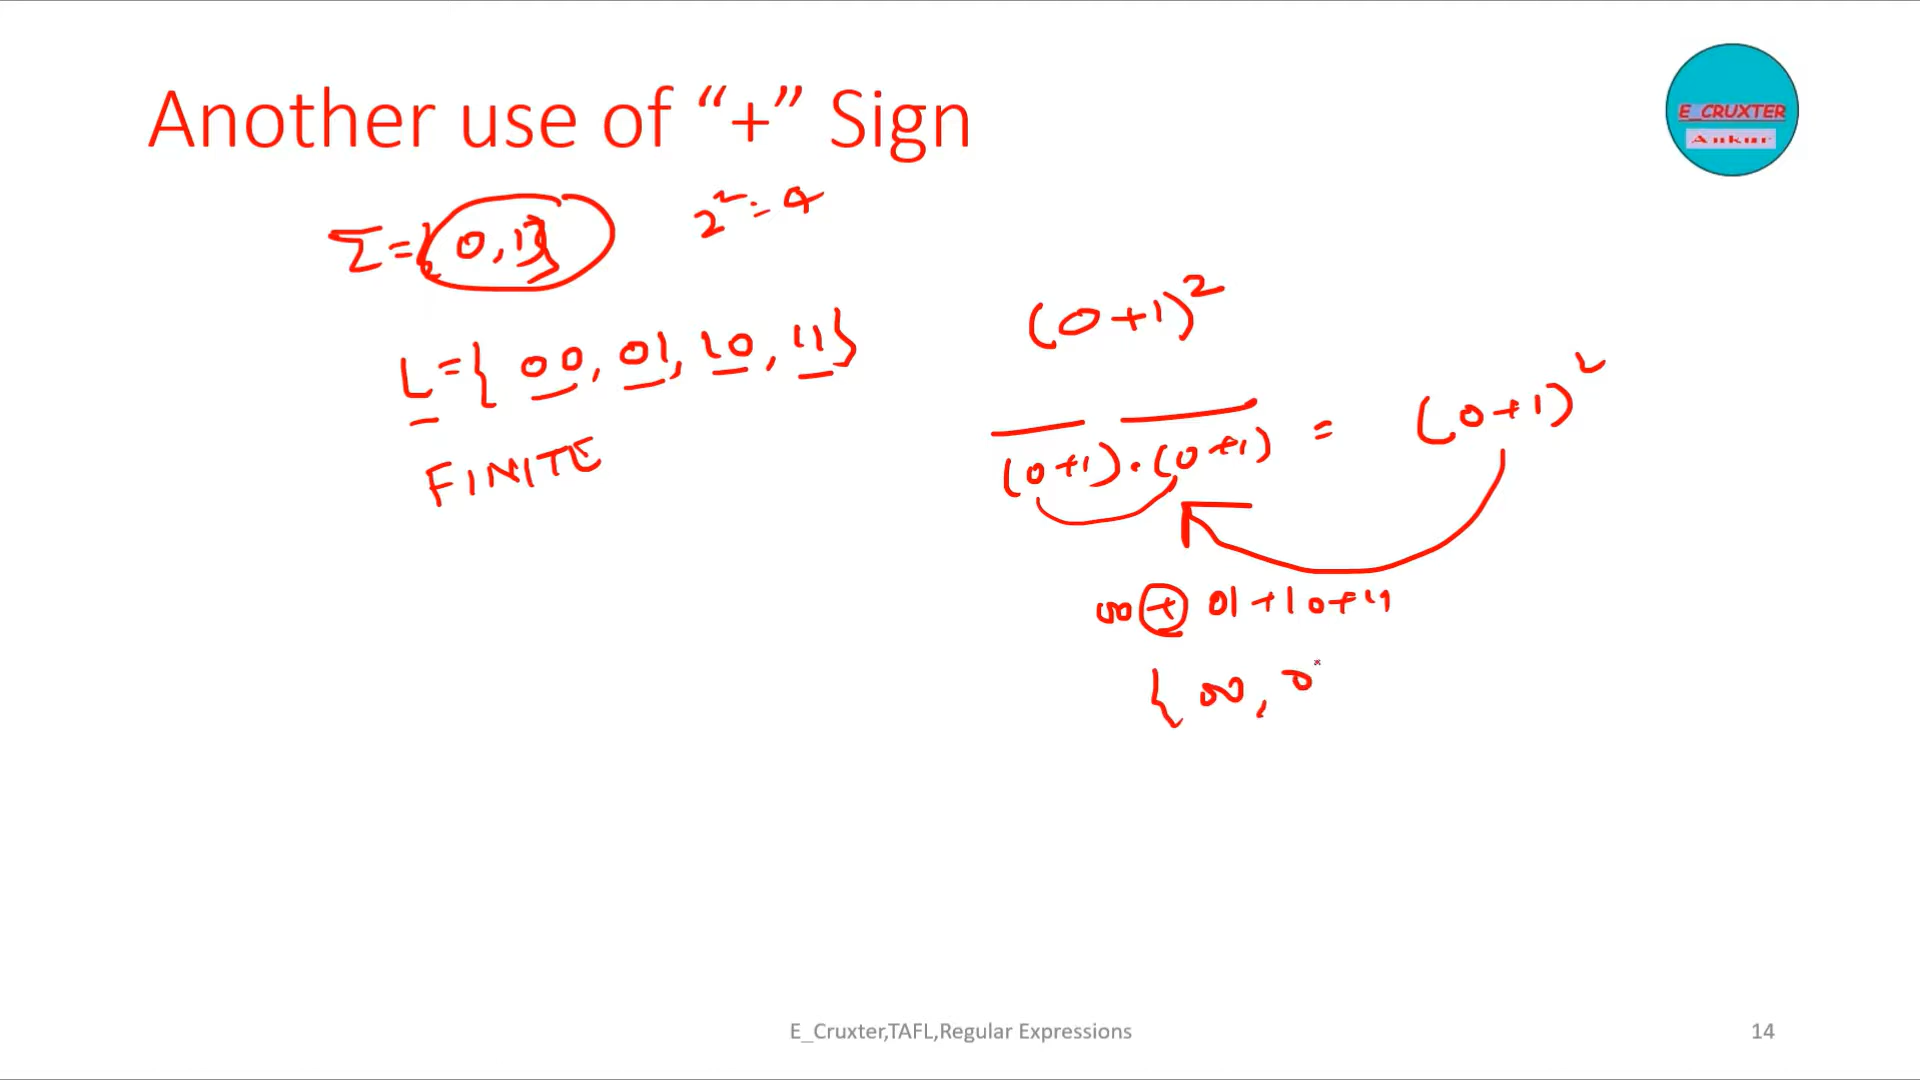 Another use of “+” Sign
E_CRUXTER
Ankur
Σ={0,1}
2²=4
L={00,01,10,11}
FINITE
(0+1)²
(0+1).(0+1) = (0+1)²
00+01+10+11
{00,0
E_Cruxter,TAFL,Regular Expressions
14